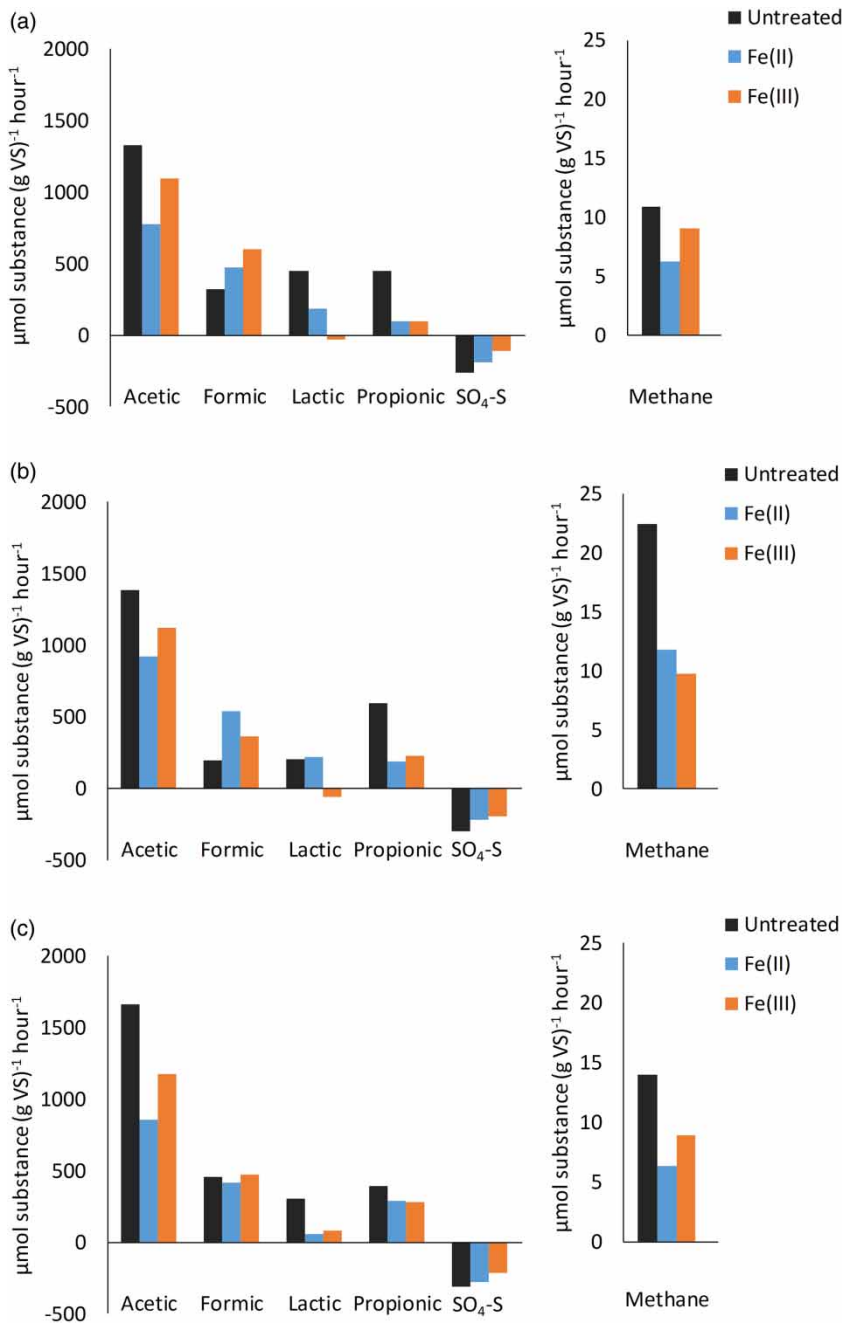 (a)
µmol substance (g VS)⁻¹ hour⁻¹
2000
1500
1000
500
0
-500
Acetic
Formic
Lactic
Propionic
SO₄-S
µmol substance (g VS)⁻¹ hour⁻¹
25
20
15
10
5
0
Methane
Untreated
Fe(II)
Fe(III)
(b)
µmol substance (g VS)⁻¹ hour⁻¹
2000
1500
1000
500
0
-500
Acetic
Formic
Lactic
Propionic
SO₄-S
µmol substance (g VS)⁻¹ hour⁻¹
25
20
15
10
5
0
Methane
Untreated
Fe(II)
Fe(III)
(c)
µmol substance (g VS)⁻¹ hour⁻¹
2000
1500
1000
500
0
-500
Acetic
Formic
Lactic
Propionic
SO₄-S
µmol substance (g VS)⁻¹ hour⁻¹
25
20
15
10
5
0
Methane
Untreated
Fe(II)
Fe(III)